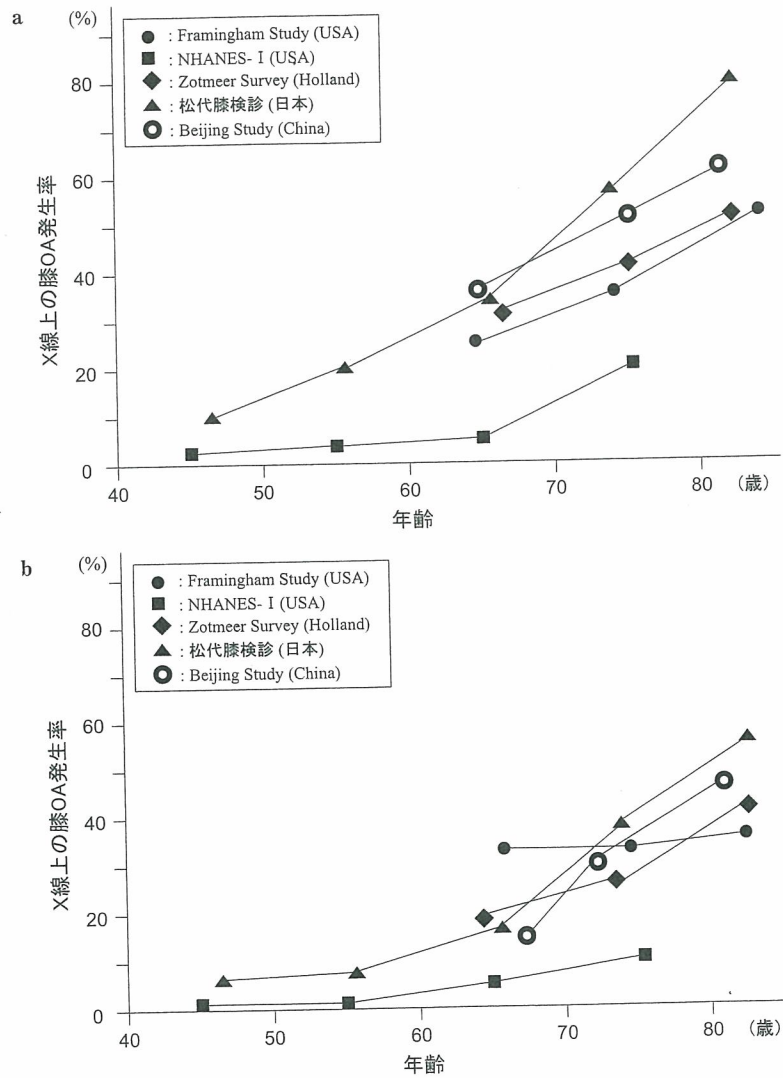 a
(%)
● : Framingham Study (USA)
■ : NHANES-Ⅰ (USA)
◆ : Zotmeer Survey (Holland)
▲ : 松代膝検診 (日本)
◎ : Beijing Study (China)
80
60
40
20
0
X線上の膝OA発生率
40 50 60 70 80 (歳)
年齢
b
(%)
● : Framingham Study (USA)
■ : NHANES-Ⅰ (USA)
◆ : Zotmeer Survey (Holland)
▲ : 松代膝検診 (日本)
◎ : Beijing Study (China)
80
60
40
20
0
X線上の膝OA発生率
40 50 60 70 80 (歳)
年齢